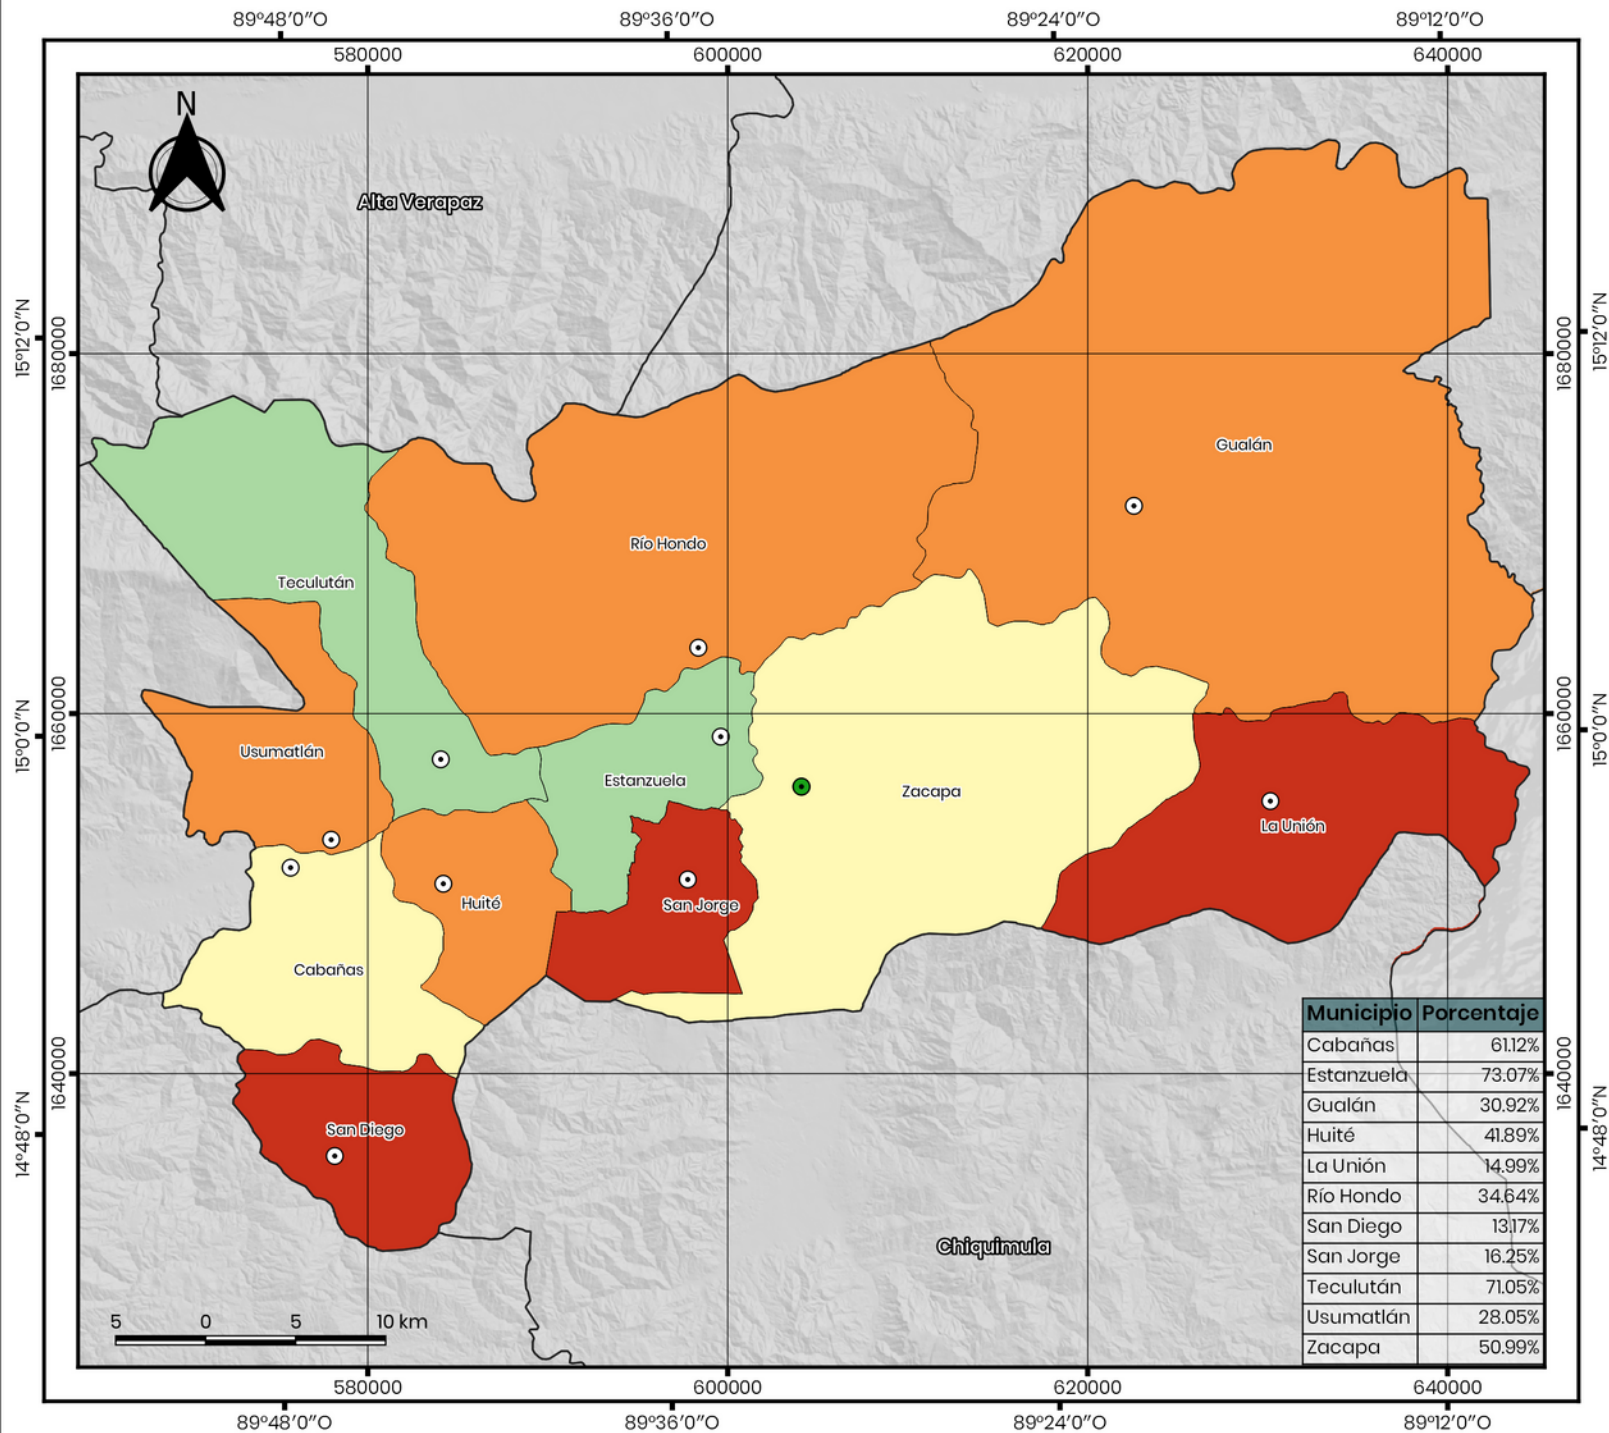 89°48'0"O 89°36'0"O 89°24'0"O 89°12'0"O
580000 600000 620000 640000
N
Alta Verapaz
15°12'0"N 1680000 1680000 15°12'0"N
Gualán
Río Hondo
Teculután
15°0'0"N 1660000 1660000 15°0'0"N
Usumatlán
Estanzuela
Zacapa
La Unión
Huité
San Jorge
Cabañas
14°48'0"N 1640000 1640000 14°48'0"N
San Diego
Chiquimula
Municipio Porcentaje
Cabañas 61.12%
Estanzuela 73.07%
Gualán 30.92%
Huité 41.89%
La Unión 14.99%
Río Hondo 34.64%
San Diego 13.17%
San Jorge 16.25%
Teculután 71.05%
Usumatlán 28.05%
Zacapa 50.99%
5 0 5 10 km
580000 600000 620000 640000
89°48'0"O 89°36'0"O 89°24'0"O 89°12'0"O